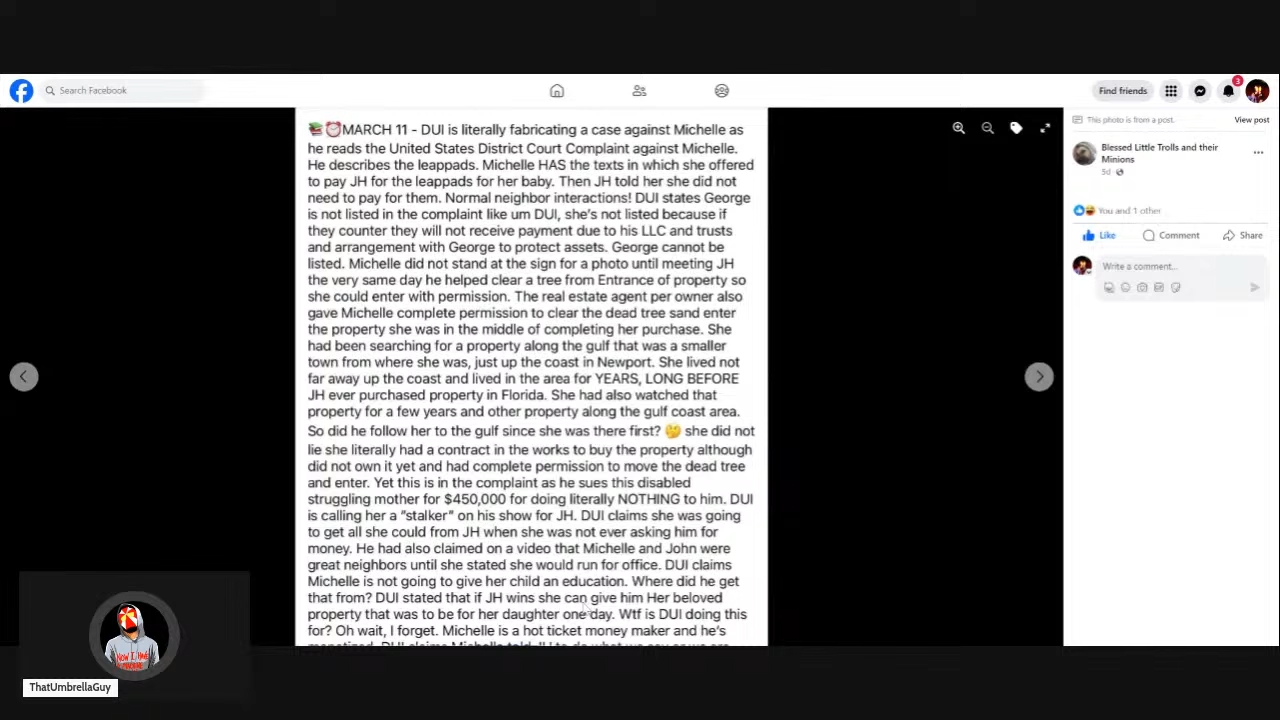 Search Facebook
Find friends
3
📚⏰MARCH 11 - DUI is literally fabricating a case against Michelle as
he reads the United States District Court Complaint against Michelle.
He describes the leappads. Michelle HAS the texts in which she offered
to pay JH for the leappads for her baby. Then JH told her she did not
need to pay for them. Normal neighbor interactions! DUI states George
is not listed in the complaint like um DUI, she's not listed because if
they counter they will not receive payment due to his LLC and trusts
and arrangement with George to protect assets. George cannot be
listed. Michelle did not stand at the sign for a photo until meeting JH
the very same day he helped clear a tree from Entrance of property so
she could enter with permission. The real estate agent per owner also
gave Michelle complete permission to clear the dead tree sand enter
the property she was in the middle of completing her purchase. She
had been searching for a property along the gulf that was a smaller
town from where she was, just up the coast in Newport. She lived not
far away up the coast and lived in the area for YEARS, LONG BEFORE
JH ever purchased property in Florida. She had also watched that
property for a few years and other property along the gulf coast area.
So did he follow her to the gulf since she was there first? 🤔 she did not
lie she literally had a contract in the works to buy the property although
did not own it yet and had complete permission to move the dead tree
and enter. Yet this is in the complaint as he sues this disabled
struggling mother for $450,000 for doing literally NOTHING to him. DUI
is calling her a "stalker" on his show for JH. DUI claims she was going
to get all she could from JH when she was not ever asking him for
money. He had also claimed on a video that Michelle and John were
great neighbors until she stated she would run for office. DUI claims
Michelle is not going to give her child an education. Where did he get
that from? DUI stated that if JH wins she can give him Her beloved
property that was to be for her daughter one day. Wtf is DUI doing this
for? Oh wait, I forget. Michelle is a hot ticket money maker and he's
This photo is from a post.
View post
Blessed Little Trolls and their
Minions
5d
You and 1 other
Like
Comment
Share
Write a comment...
NOW I HAVE
ThatUmbrellaGuy